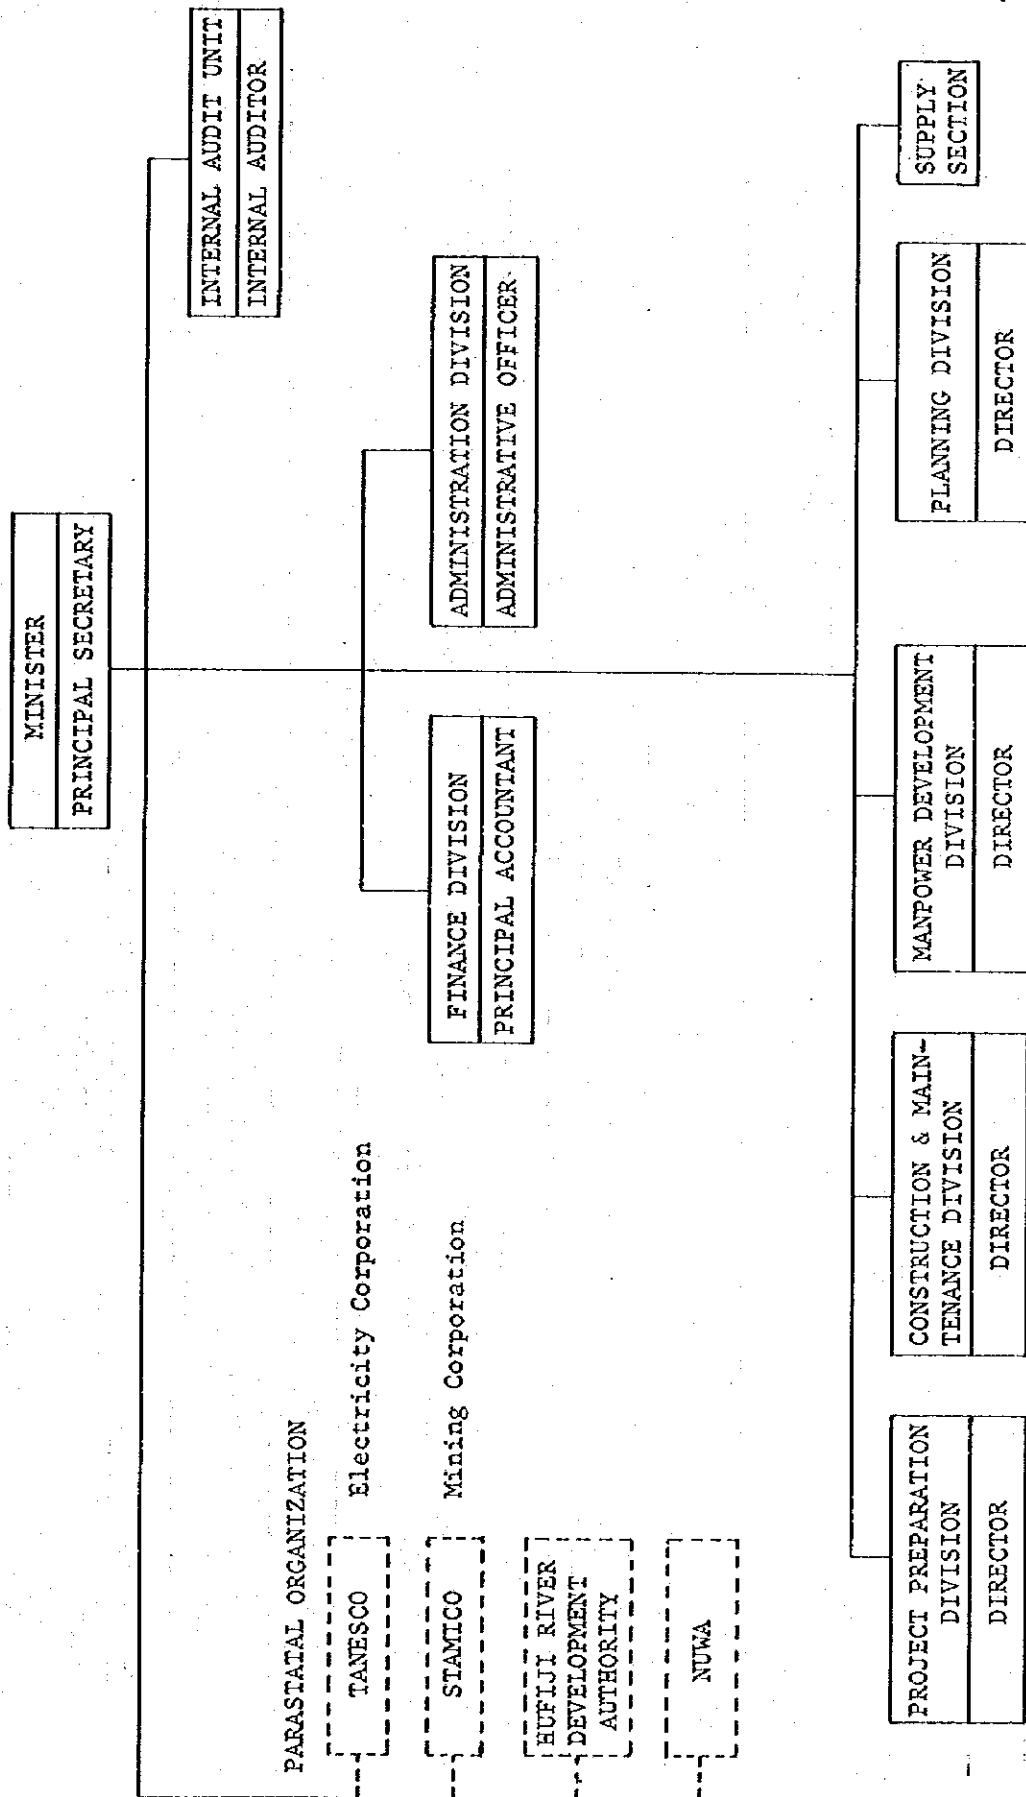 MINISTER
PRINCIPAL SECRETARY
INTERNAL AUDIT UNIT
INTERNAL AUDITOR
PARASTATAL ORGANIZATION
TANESCO
Electricity Corporation
STAMICO
Mining Corporation
HUFIJI RIVER
DEVELOPMENT
AUTHORITY
NUWA
FINANCE DIVISION
PRINCIPAL ACCOUNTANT
ADMINISTRATION DIVISION
ADMINISTRATIVE OFFICER
PROJECT PREPARATION
DIVISION
DIRECTOR
CONSTRUCTION & MAIN-
TENANCE DIVISION
DIRECTOR
MANPOWER DEVELOPMENT
DIVISION
DIRECTOR
PLANNING DIVISION
DIRECTOR
SUPPLY
SECTION